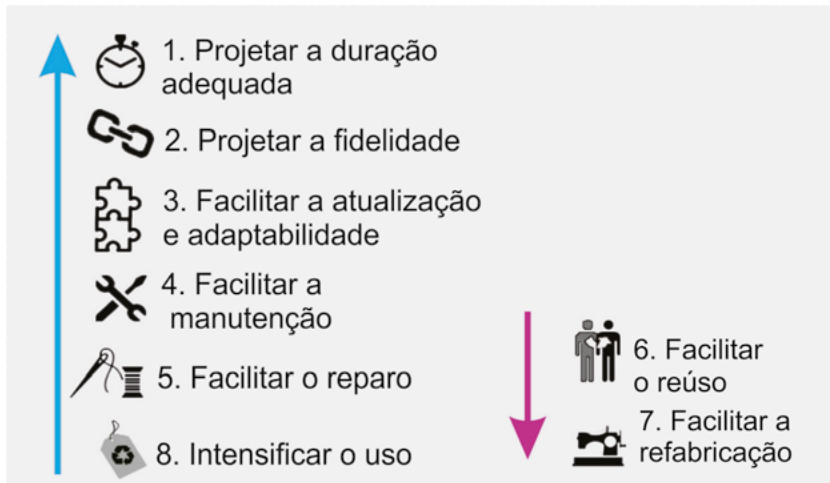 1. Projetar a duração
adequada
2. Projetar a fidelidade
3. Facilitar a atualização
e adaptabilidade
4. Facilitar a
manutenção
5. Facilitar o reparo
8. Intensificar o uso
6. Facilitar
o reúso
7. Facilitar a
refabricação